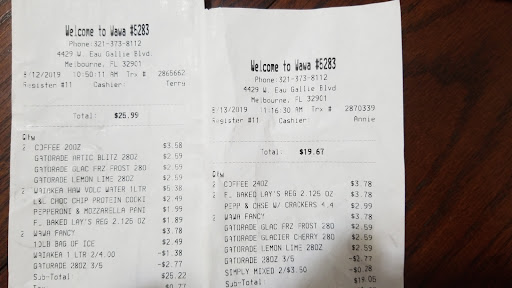 Welcome to Wawa #5283
Phone:321-373-8112
4429 W. Eau Gallie Blvd.
Melbourne, FL 32901
/12/2019 10:50:11 AM Trx # 2865662
Register #11 Cashier: Terry
Total: $25.99
Qty
2 COFFEE 20OZ $3.58
GATORADE ARTIC BLITZ 28OZ $2.59
GATORADE GLAC FRZ FROST 28O $2.59
GATORADE LEMON LIME 28OZ $2.59
2 WAIAKEA HAW VOLC WATER 1LTR $5.38
L&L CHOC CHIP PROTEIN COOKI $2.49
PEPPERONI & MOZZARELLA PANI $1.99
F. BAKED LAY'S REG 2.125 OZ $1.89
2 WAWA FANCY $3.78
10LB BAG OF ICE $2.49
WAIAKEA 1 LTR 2/4.00 -$1.38
GATORADE 28OZ 3/5 -$2.77
Sub-Total: $25.22
Tax $0.77
Welcome to Wawa #5283
Phone:321-373-8112
4429 W. Eau Gallie Blvd.
Melbourne, FL 32901
/13/2019 11:16:30 AM Trx # 2870339
Register #11 Cashier: Annie
Total: $19.67
Qty
2 COFFEE 24OZ $3.78
2 F. BAKED LAY'S REG 2.125 OZ $3.78
PEPP & CHSE W/ CRACKERS 4.4 $2.99
2 WAWA FANCY $3.78
GATORADE GLAC FRZ FROST 28O $2.59
GATORADE GLACIER CHERRY 28O $2.59
GATORADE LEMON LIME 28OZ $2.59
GATORADE 28OZ 3/5 -$2.77
SIMPLY MIXED 2/$3.50 -$0.28
Sub-Total: $19.05